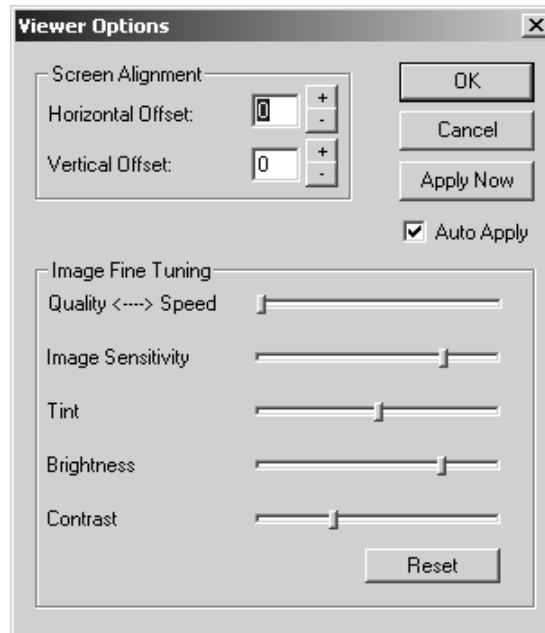 Viewer Options
Screen Alignment
Horizontal Offset: 0 + -
Vertical Offset: 0 + -
OK
Cancel
Apply Now
Auto Apply
Image Fine Tuning
Quality <----> Speed
Image Sensitivity
Tint
Brightness
Contrast
Reset